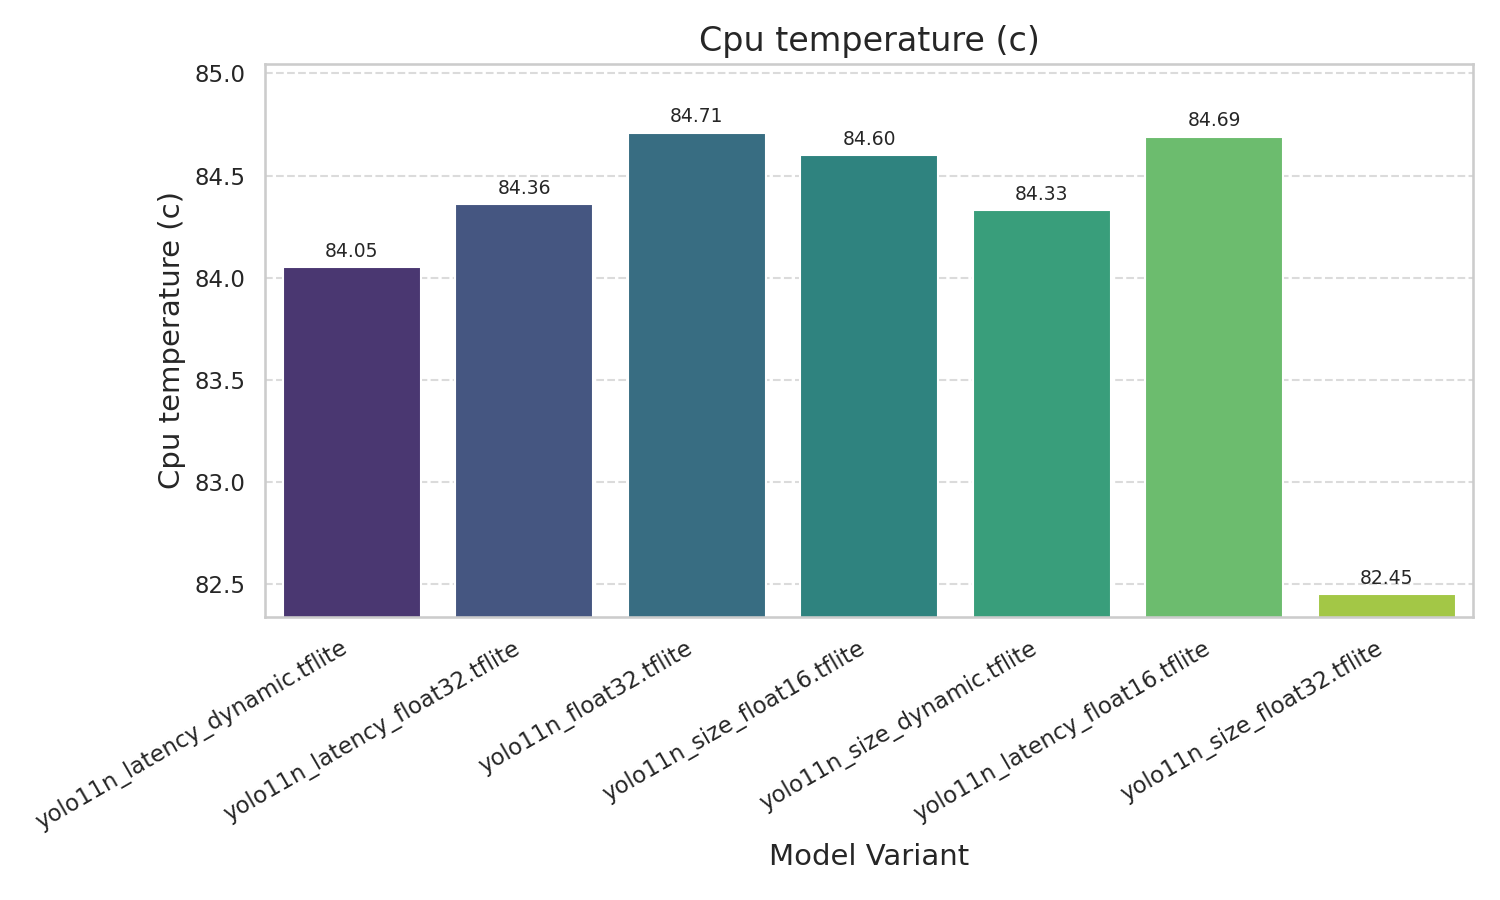 Cpu temperature (c)
Cpu temperature (c)
85.0
84.5
84.0
83.5
83.0
82.5
84.05
84.36
84.71
84.60
84.33
84.69
82.45
yolo11n_latency_dynamic.tflite
yolo11n_latency_float32.tflite
yolo11n_float32.tflite
yolo11n_size_float16.tflite
yolo11n_size_dynamic.tflite
yolo11n_latency_float16.tflite
yolo11n_size_float32.tflite
Model Variant